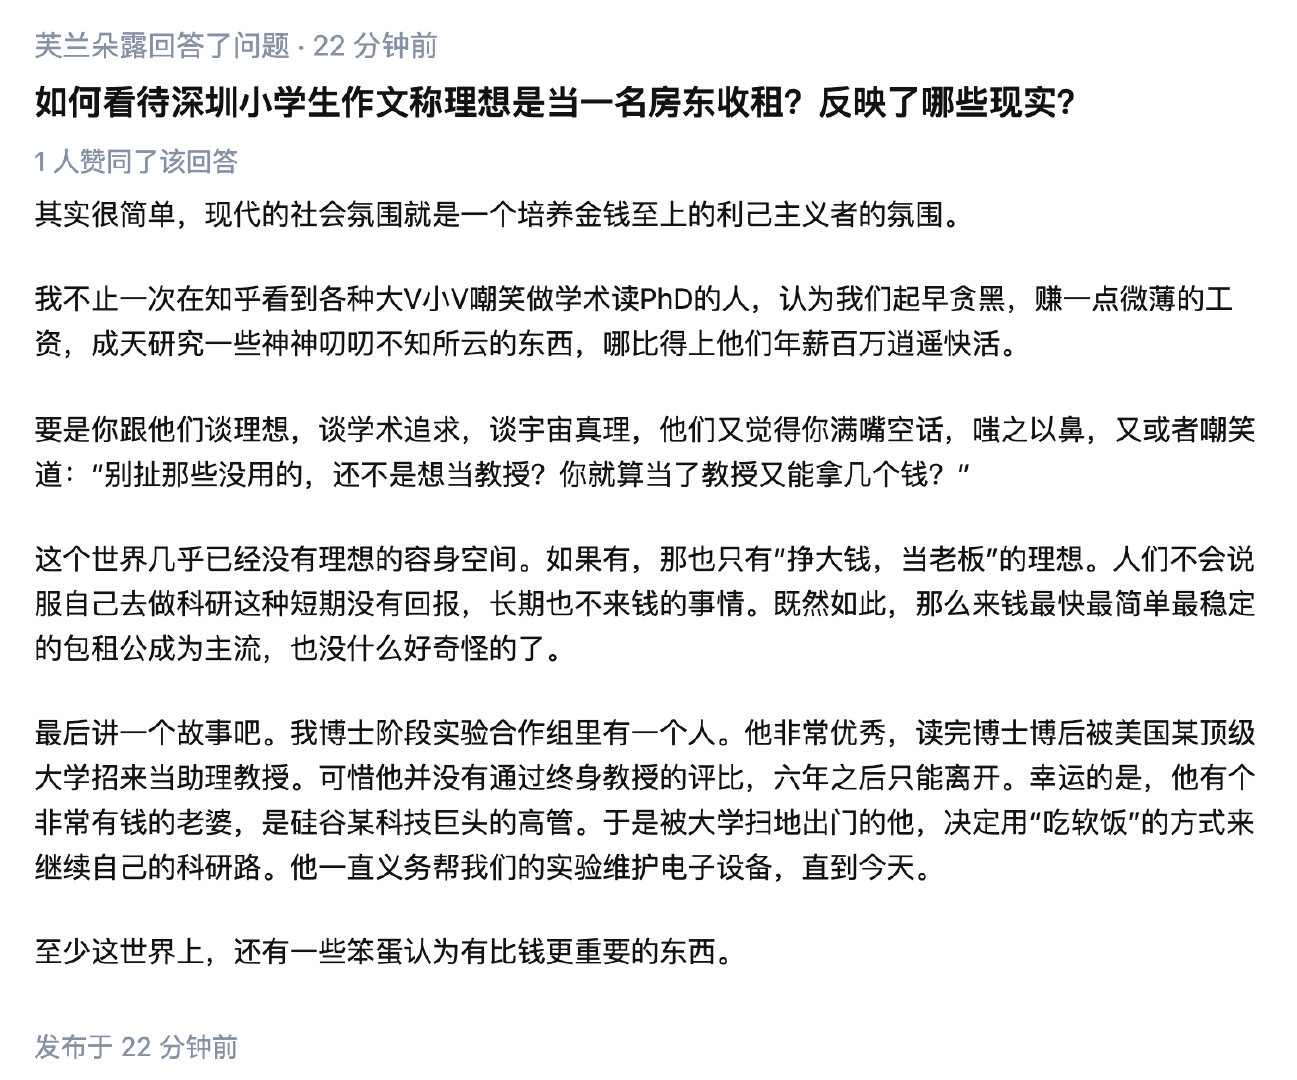 芙兰朵露回答了问题 · 22 分钟前
如何看待深圳小学生作文称理想是当一名房东收租？反映了哪些现实？
1 人赞同了该回答
其实很简单，现代的社会氛围就是一个培养金钱至上的利己主义者的氛围。
我不止一次在知乎看到各种大V小V嘲笑做学术读PhD的人，认为我们起早贪黑，赚一点微薄的工
资，成天研究一些神神叨叨不知所云的东西，哪比得上他们年薪百万逍遥快活。
要是你跟他们谈理想，谈学术追求，谈宇宙真理，他们又觉得你满嘴空话，嗤之以鼻，又或者嘲笑
道：“别扯那些没用的，还不是想当教授？你就算当了教授又能拿几个钱？”
这个世界几乎已经没有理想的容身空间。如果有，那也只有“挣大钱，当老板”的理想。人们不会说
服自己去做科研这种短期没有回报，长期也不来钱的事情。既然如此，那么来钱最快最简单最稳定
的包租公成为主流，也没什么好奇怪的了。
最后讲一个故事吧。我博士阶段实验合作组里有一个人。他非常优秀，读完博士博后被美国某顶级
大学招来当助理教授。可惜他并没有通过终身教授的评比，六年之后只能离开。幸运的是，他有个
非常有钱的老婆，是硅谷某科技巨头的高管。于是被大学扫地出门的他，决定用“吃软饭”的方式来
继续自己的科研路。他一直义务帮我们的实验维护电子设备，直到今天。
至少这世界上，还有一些笨蛋认为有比钱更重要的东西。
发布于 22 分钟前